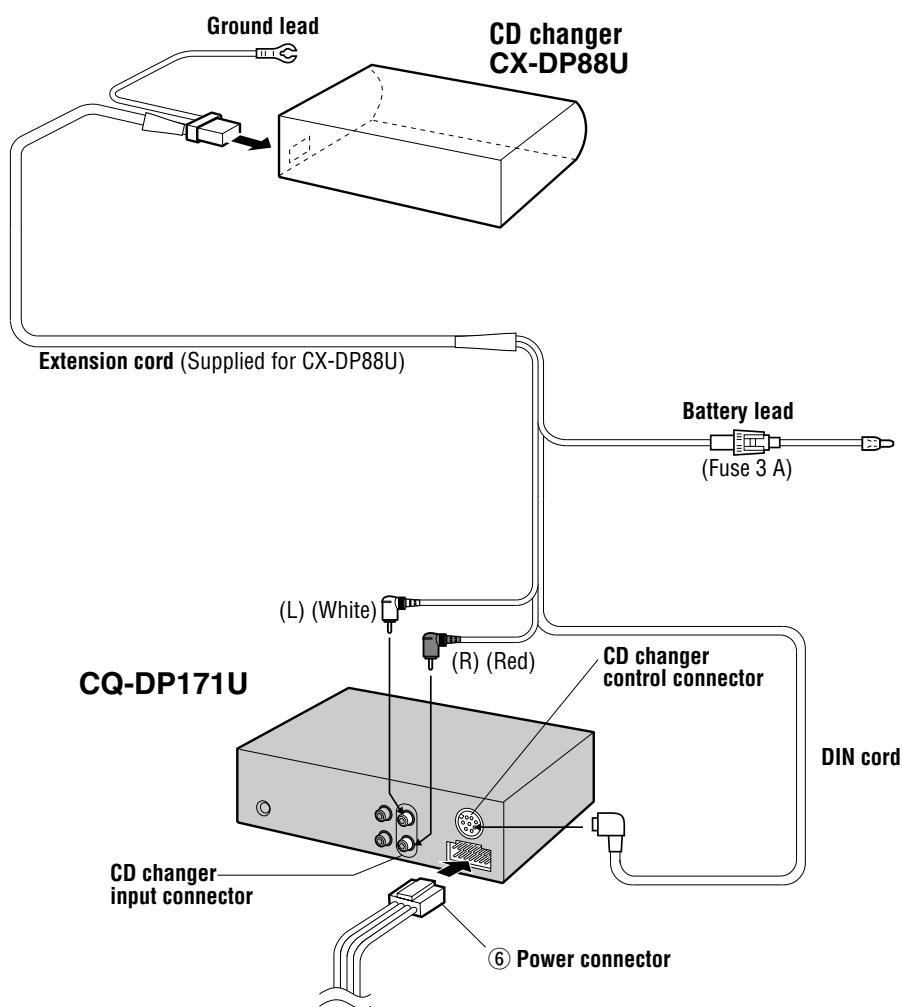 Ground lead
CD changer
CX-DP88U
Extension cord (Supplied for CX-DP88U)
Battery lead
(Fuse 3 A)
(L) (White)
(R) (Red)
CD changer
control connector
CQ-DP171U
DIN cord
CD changer
input connector
⑥ Power connector